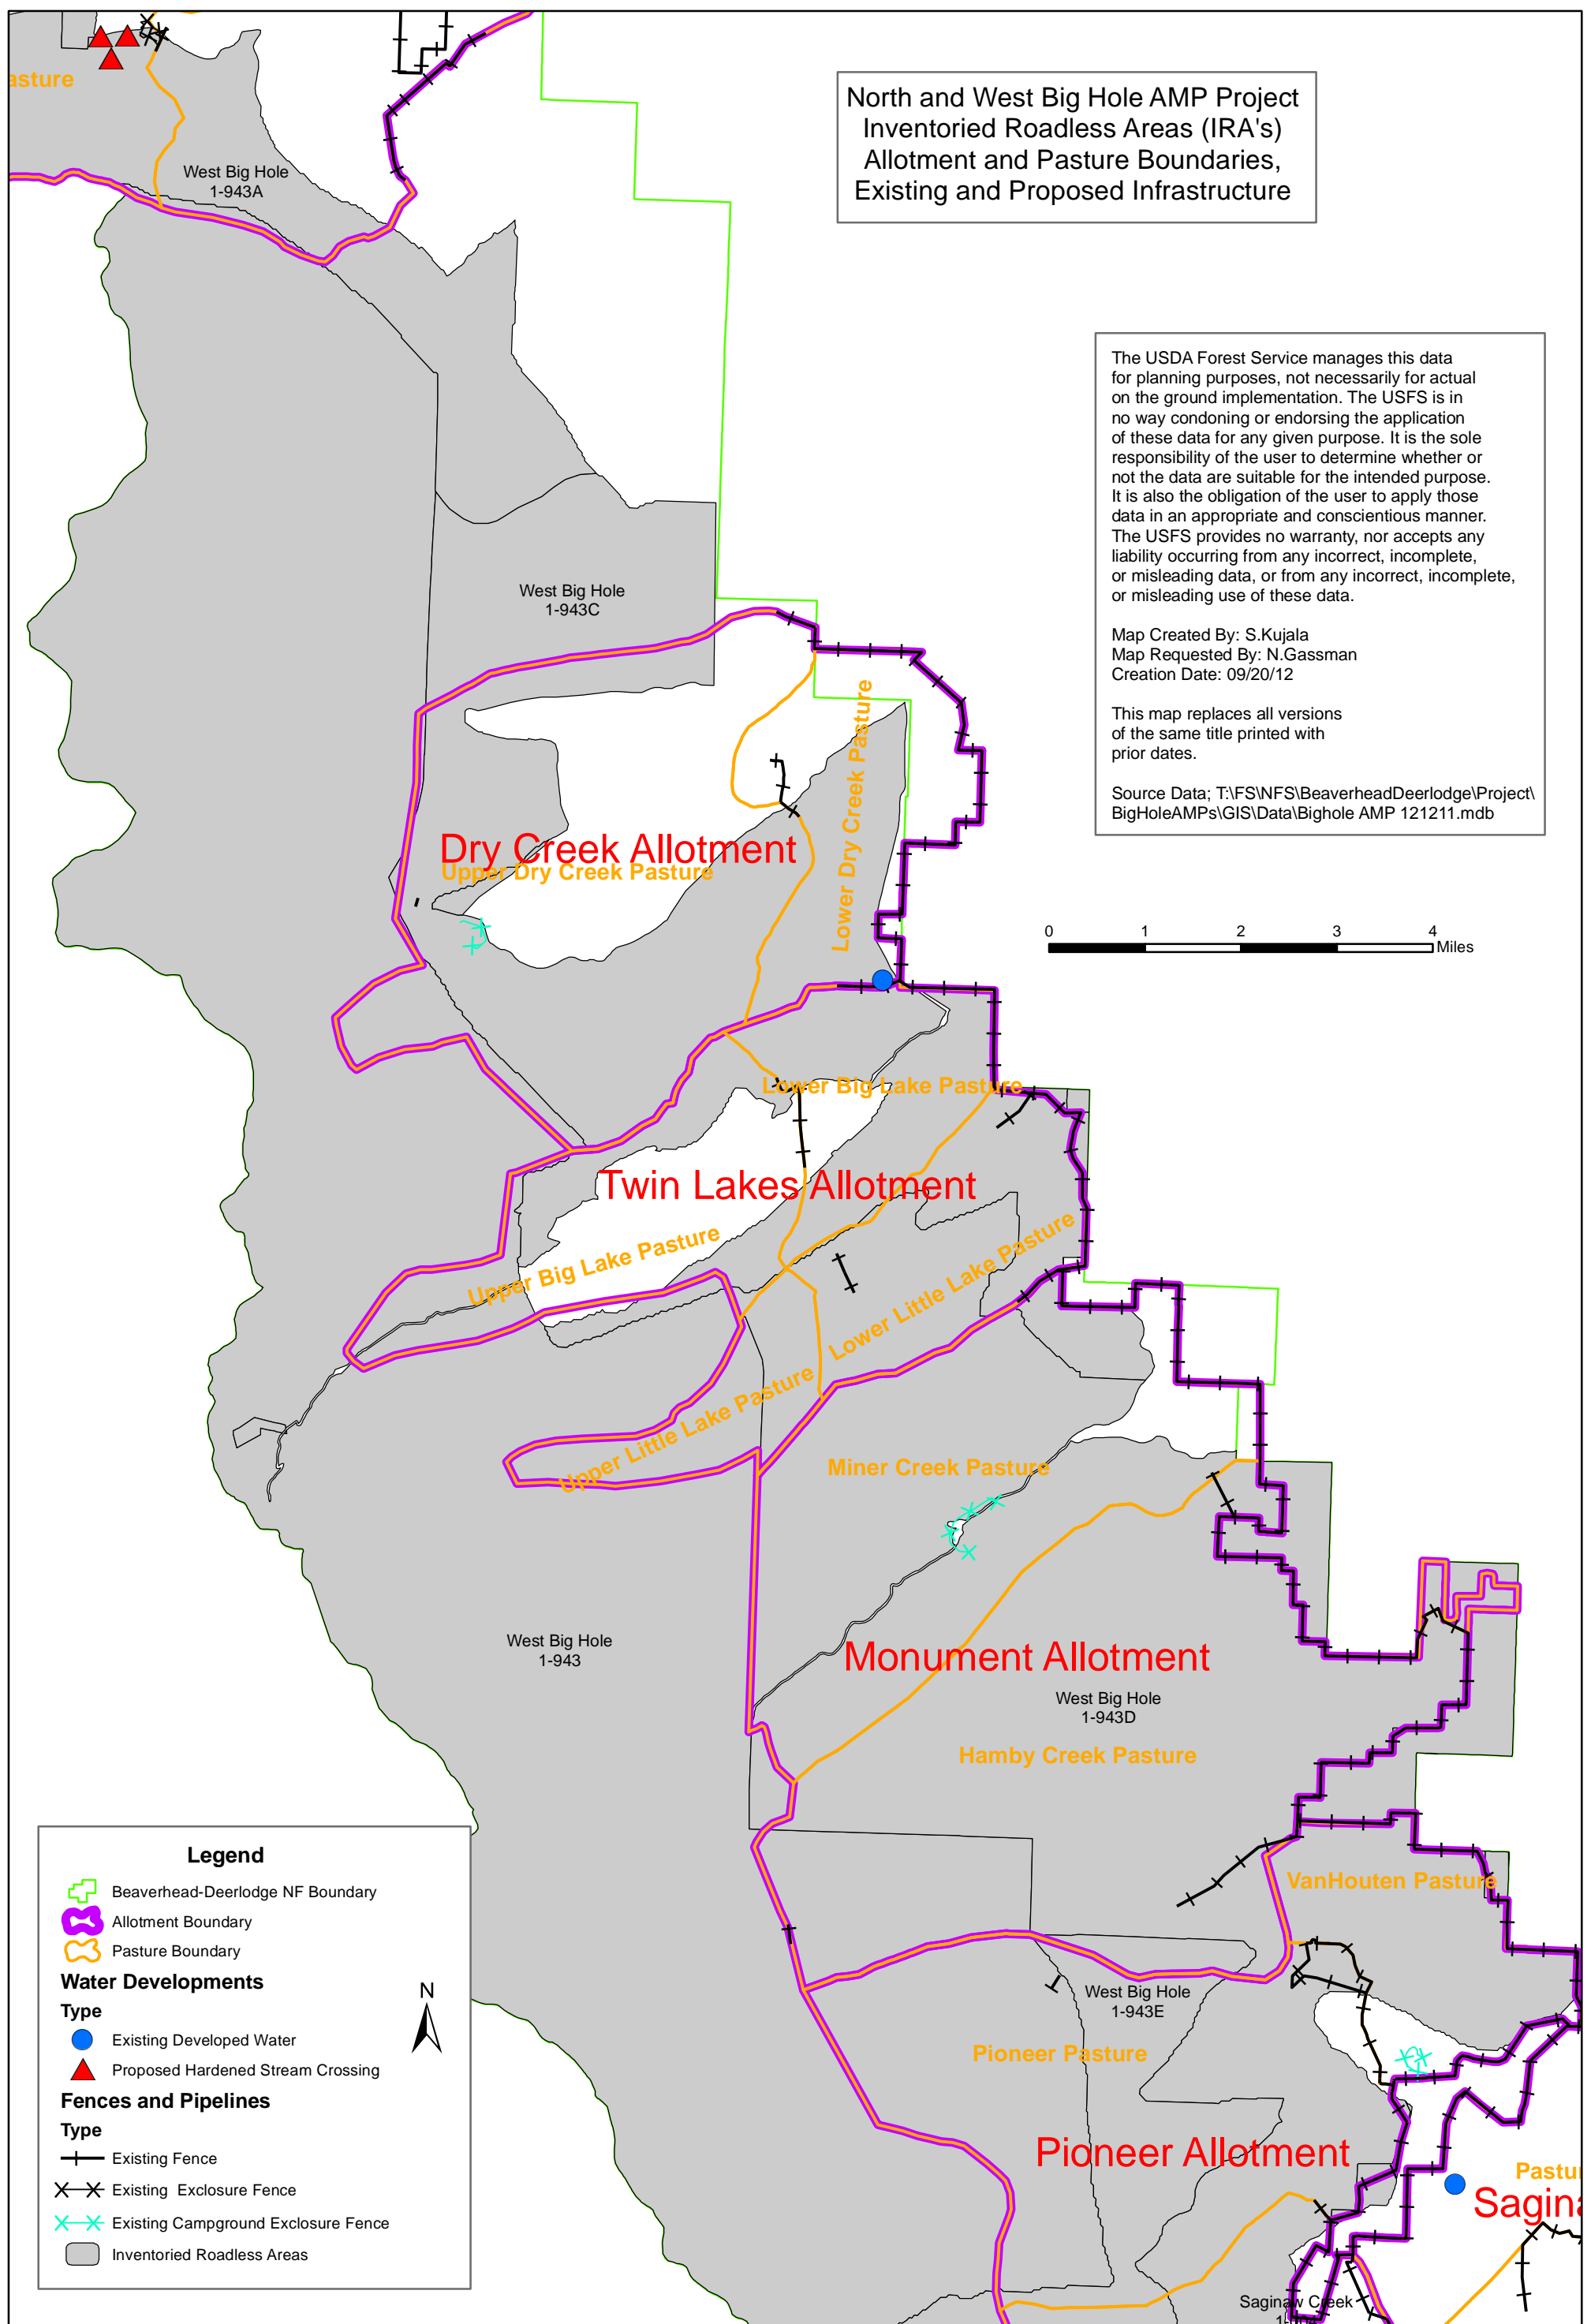 North and West Big Hole AMP Project
Inventoried Roadless Areas (IRA's)
Allotment and Pasture Boundaries,
Existing and Proposed Infrastructure
asture
West Big Hole
1-943A
The USDA Forest Service manages this data
for planning purposes, not necessarily for actual
on the ground implementation. The USFS is in
no way condoning or endorsing the application
of these data for any given purpose. It is the sole
responsibility of the user to determine whether or
not the data are suitable for the intended purpose.
It is also the obligation of the user to apply those
data in an appropriate and conscientious manner.
The USFS provides no warranty, nor accepts any
liability occurring from any incorrect, incomplete,
or misleading data, or from any incorrect, incomplete,
or misleading use of these data.
Map Created By: S.Kujala
Map Requested By: N.Gassman
Creation Date: 09/20/12
This map replaces all versions
of the same title printed with
prior dates.
Source Data; T:\FS\NFS\BeaverheadDeerlodge\Project\
BigHoleAMPs\GIS\Data\Bighole AMP 121211.mdb
West Big Hole
1-943C
Lower Dry Creek Pasture
Dry Creek Allotment
Upper Dry Creek Pasture
0 1 2 3 4
Miles
Lower Big Lake Pasture
Twin Lakes Allotment
Upper Big Lake Pasture
Lower Little Lake Pasture
Upper Little Lake Pasture
Miner Creek Pasture
West Big Hole
1-943
Monument Allotment
West Big Hole
1-943D
Hamby Creek Pasture
VanHouten Pasture
West Big Hole
1-943E
Pioneer Pasture
Pioneer Allotment
Pastu
Sagina
Saginaw Creek
Legend
Beaverhead-Deerlodge NF Boundary
Allotment Boundary
Pasture Boundary
Water Developments
Type
Existing Developed Water
Proposed Hardened Stream Crossing
Fences and Pipelines
Type
Existing Fence
Existing Exclosure Fence
Existing Campground Exclosure Fence
Inventoried Roadless Areas
N